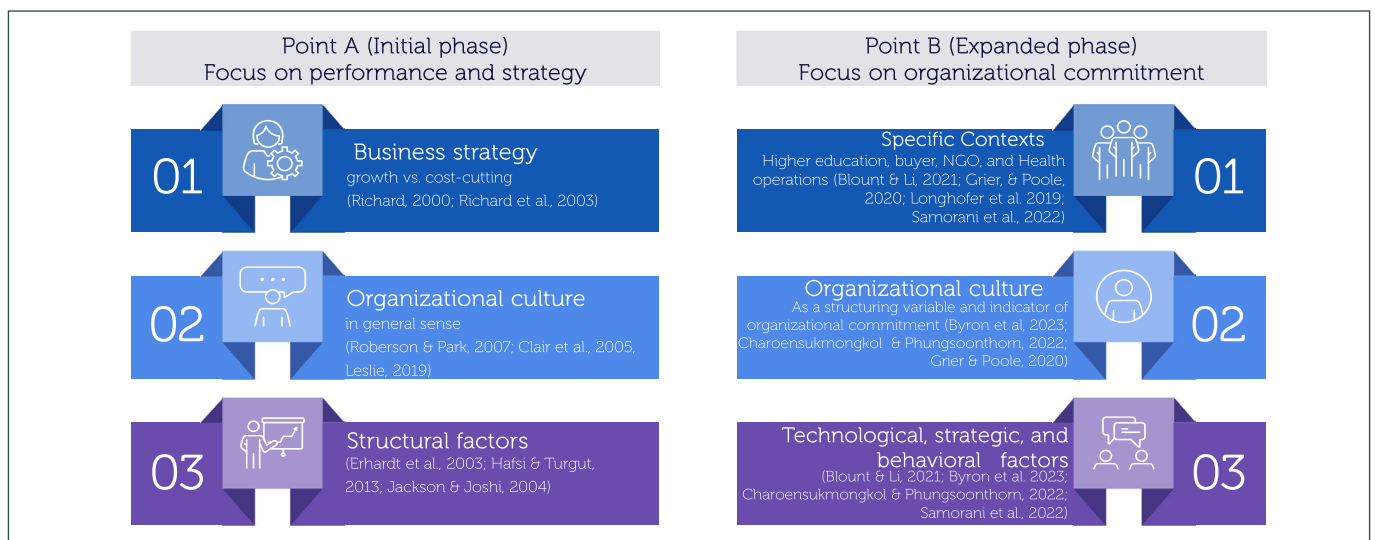 Point A (Initial phase)
Focus on performance and strategy
01
Business strategy
growth vs. cost-cutting
(Richard, 2000; Richard et al., 2003)
02
Organizational culture
in general sense
(Roberson & Park, 2007; Clair et al., 2005,
Leslie, 2019)
03
Structural factors
(Erhardt et al., 2003; Hafsi & Turgut,
2013; Jackson & Joshi, 2004)
Point B (Expanded phase)
Focus on organizational commitment
Specific Contexts
Higher education, buyer, NGO, and Health
operations (Blount & Li, 2021; Grier, & Poole,
2020; Longhofer et al. 2019;
Samorani et al., 2022)
01
Organizational culture
As a structuring variable and indicator of
organizational commitment (Byron et al, 2023;
Charoensukmongkol & Phungsoonthorn, 2022;
Grier & Poole, 2020)
02
Technological, strategic, and
behavioral factors
(Blount & Li, 2021; Byron et al. 2023;
Charoensukmongkol & Phungsoonthorn, 2022;
Samorani et al., 2022)
03